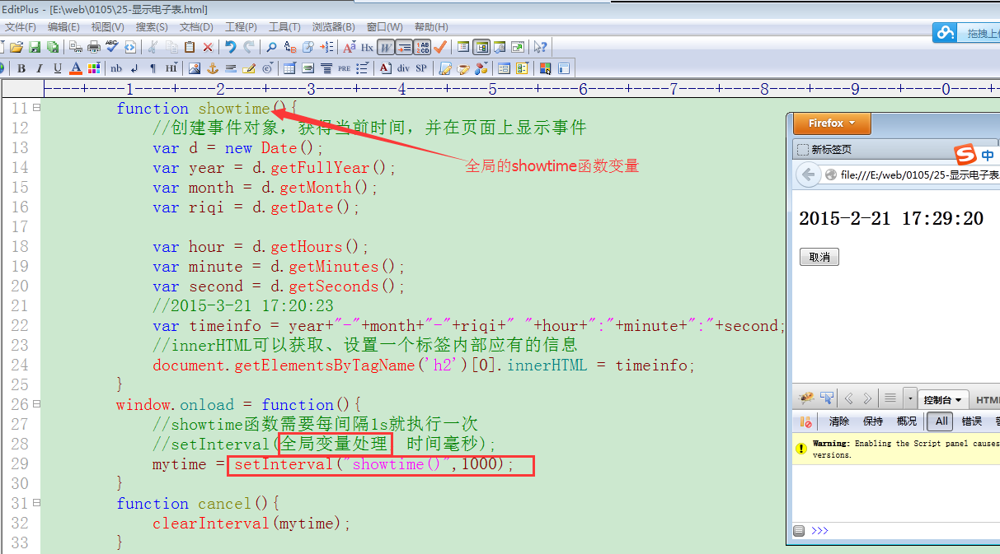 EditPlus - [E:\web\0105\25-显示电子表.html]
文件(F) 编辑(E) 视图(V) 搜索(S) 文档(D) 工程(P) 工具(T) 浏览器(B) 窗口(W) 帮助(H)
拖拽上
B I U A nb ¶ HI PRE A div SP
----+----1----+----2----+----3----+----4----+----5----+----6----+----7----+----8----+----9----+----0----+--
11 function showtime(){
12 //创建事件对象，获得当前时间，并在页面上显示事件
13 var d = new Date();
14 var year = d.getFullYear();
全局的showtime函数变量
15 var month = d.getMonth();
16 var riqi = d.getDate();
17
18 var hour = d.getHours();
19 var minute = d.getMinutes();
20 var second = d.getSeconds();
21 //2015-3-21 17:20:23
22 var timeinfo = year+"-"+month+"-"+riqi+" "+hour+":"+minute+":"+second;
23 //innerHTML可以获取、设置一个标签内部应有的信息
24 document.getElementsByTagName('h2')[0].innerHTML = timeinfo;
25 }
26 window.onload = function(){
27 //showtime函数需要每间隔1s就执行一次
28 //setInterval(全局变量处理 时间毫秒);
29 mytime = setInterval("showtime()",1000);
30 }
31 function cancel(){
32 clearInterval(mytime);
33 }
Firefox
新标签页
S 中
file:///E:/web/0105/25-显示电子表.
2015-2-21 17:29:20
取消
控制台 HTM
清除 保持 概况 All 错误
Warning: Enabling the Script panel causes
versions.
>>>